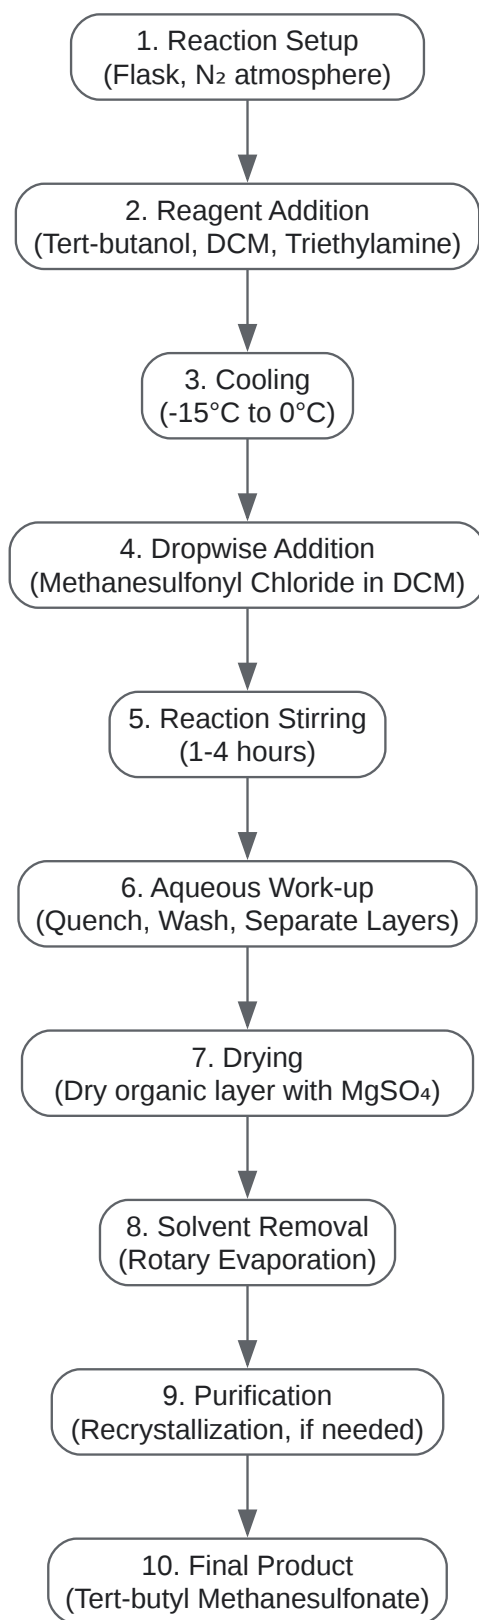 1. Reaction Setup
(Flask, N₂ atmosphere)
2. Reagent Addition
(Tert-butanol, DCM, Triethylamine)
3. Cooling
(-15°C to 0°C)
4. Dropwise Addition
(Methanesulfonyl Chloride in DCM)
5. Reaction Stirring
(1-4 hours)
6. Aqueous Work-up
(Quench, Wash, Separate Layers)
7. Drying
(Dry organic layer with MgSO₄)
8. Solvent Removal
(Rotary Evaporation)
9. Purification
(Recrystallization, if needed)
10. Final Product
(Tert-butyl Methanesulfonate)